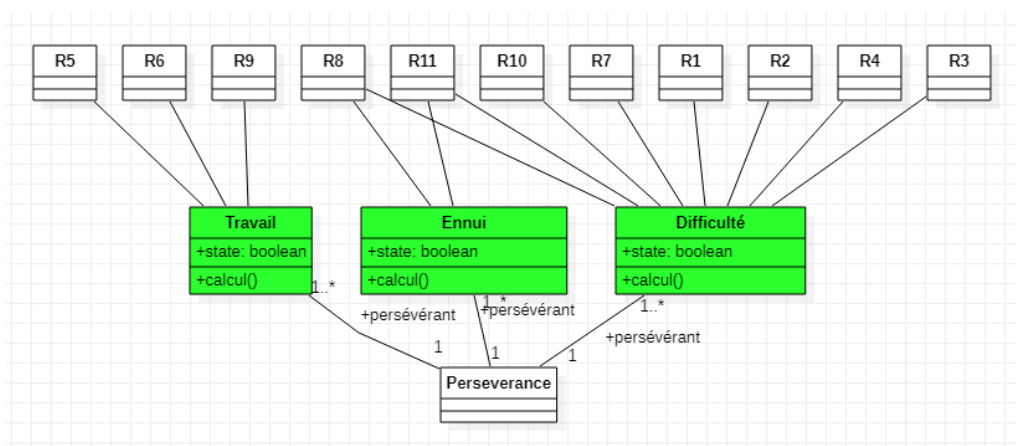 R5
R6
R9
R8
R11
R10
R7
R1
R2
R4
R3
Travail
+state: boolean
+calcul()
Ennui
+state: boolean
+calcul()
Difficulté
+state: boolean
+calcul()
1..*
+persévérant
1
1..*
+persévérant
1
1..*
+persévérant
1
Perseverance